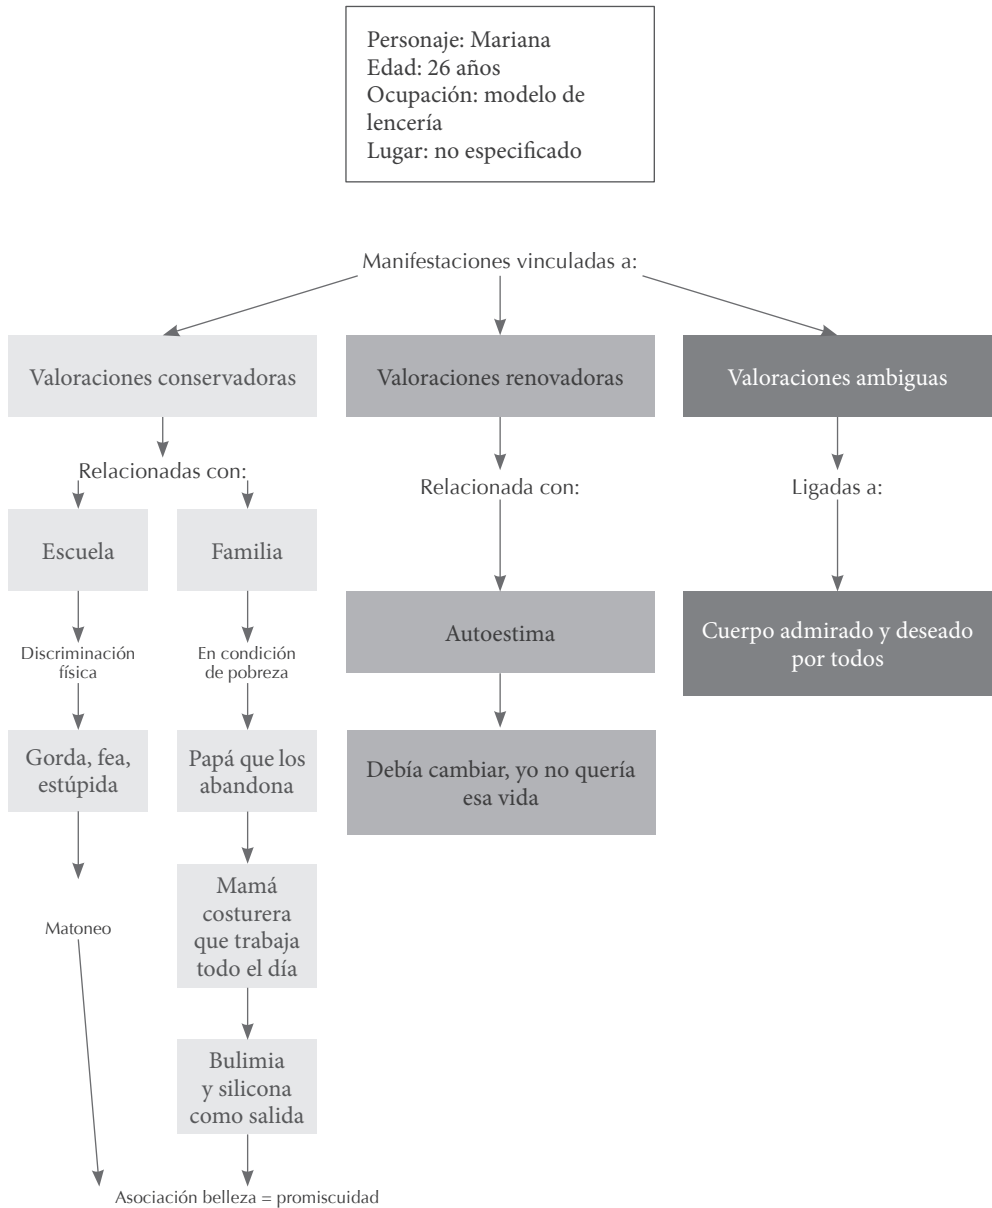 Personaje: Mariana
Edad: 26 años
Ocupación: modelo de
lencería
Lugar: no especificado
Manifestaciones vinculadas a:
Valoraciones conservadoras
Relacionadas con:
Escuela
Discriminación
física
Gorda, fea,
estúpida
Matoneo
Familia
En condición
de pobreza
Papá que los
abandona
Mamá
costurera
que trabaja
todo el día
Bulimia
y silicona
como salida
Asociación belleza = promiscuidad
Valoraciones renovadoras
Relacionada con:
Autoestima
Debía cambiar, yo no quería
esa vida
Valoraciones ambiguas
Ligadas a:
Cuerpo admirado y deseado
por todos